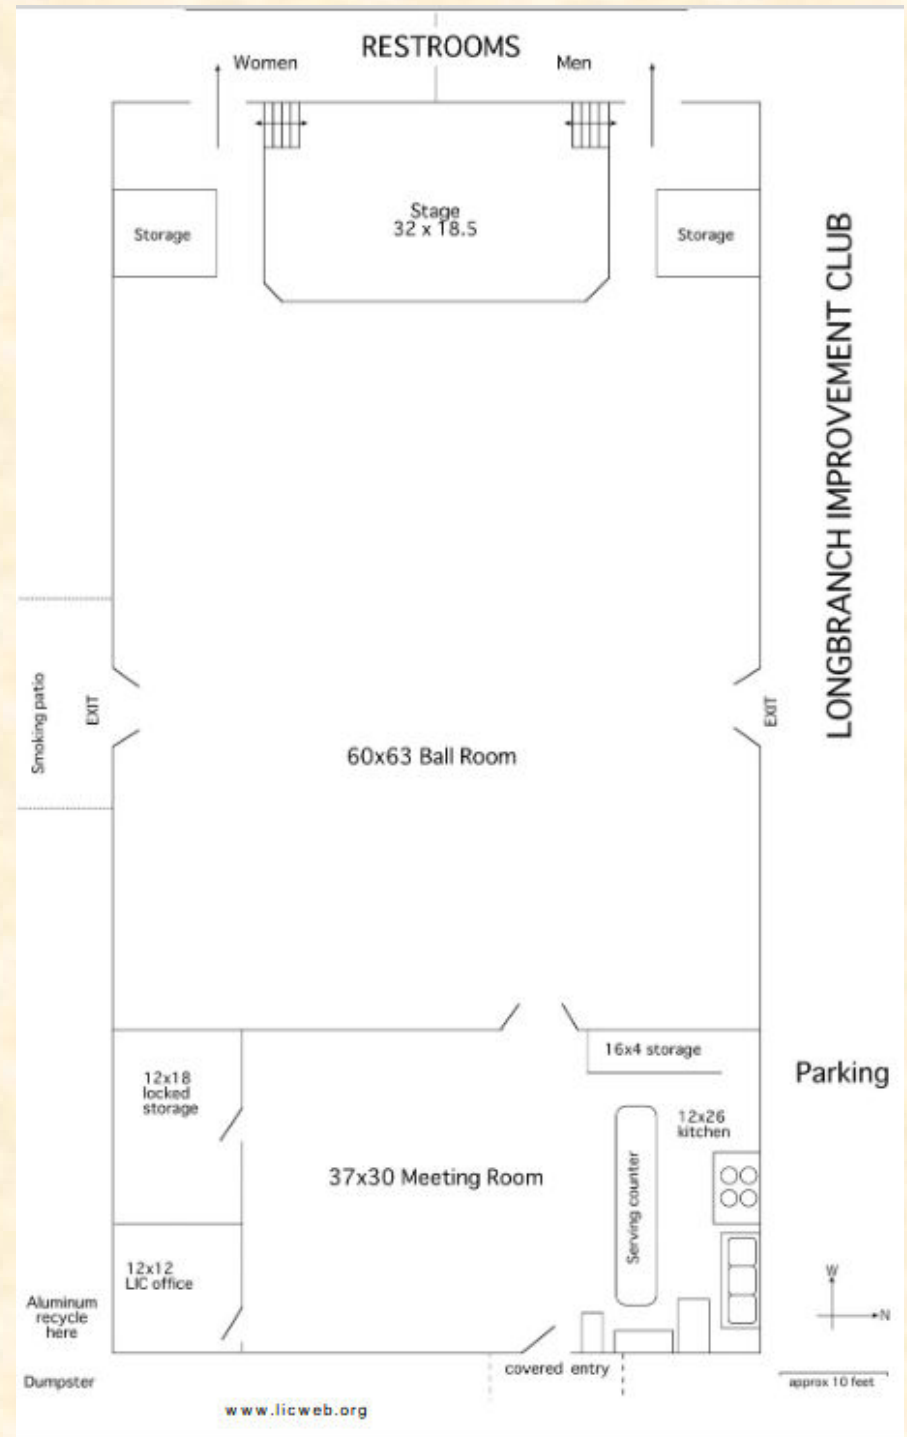 RESTROOMS
Women
Men
Stage
32 x 18.5
Storage
Storage
LONGBRANCH IMPROVEMENT CLUB
Smoking patio
EXIT
EXIT
60x63 Ball Room
16x4 storage
12x18
locked
storage
Parking
12x26
kitchen
37x30 Meeting Room
Serving counter
12x12
LIC office
W
N
Aluminum
recycle
here
covered entry
Dumpster
approx 10 feet
www.licweb.org